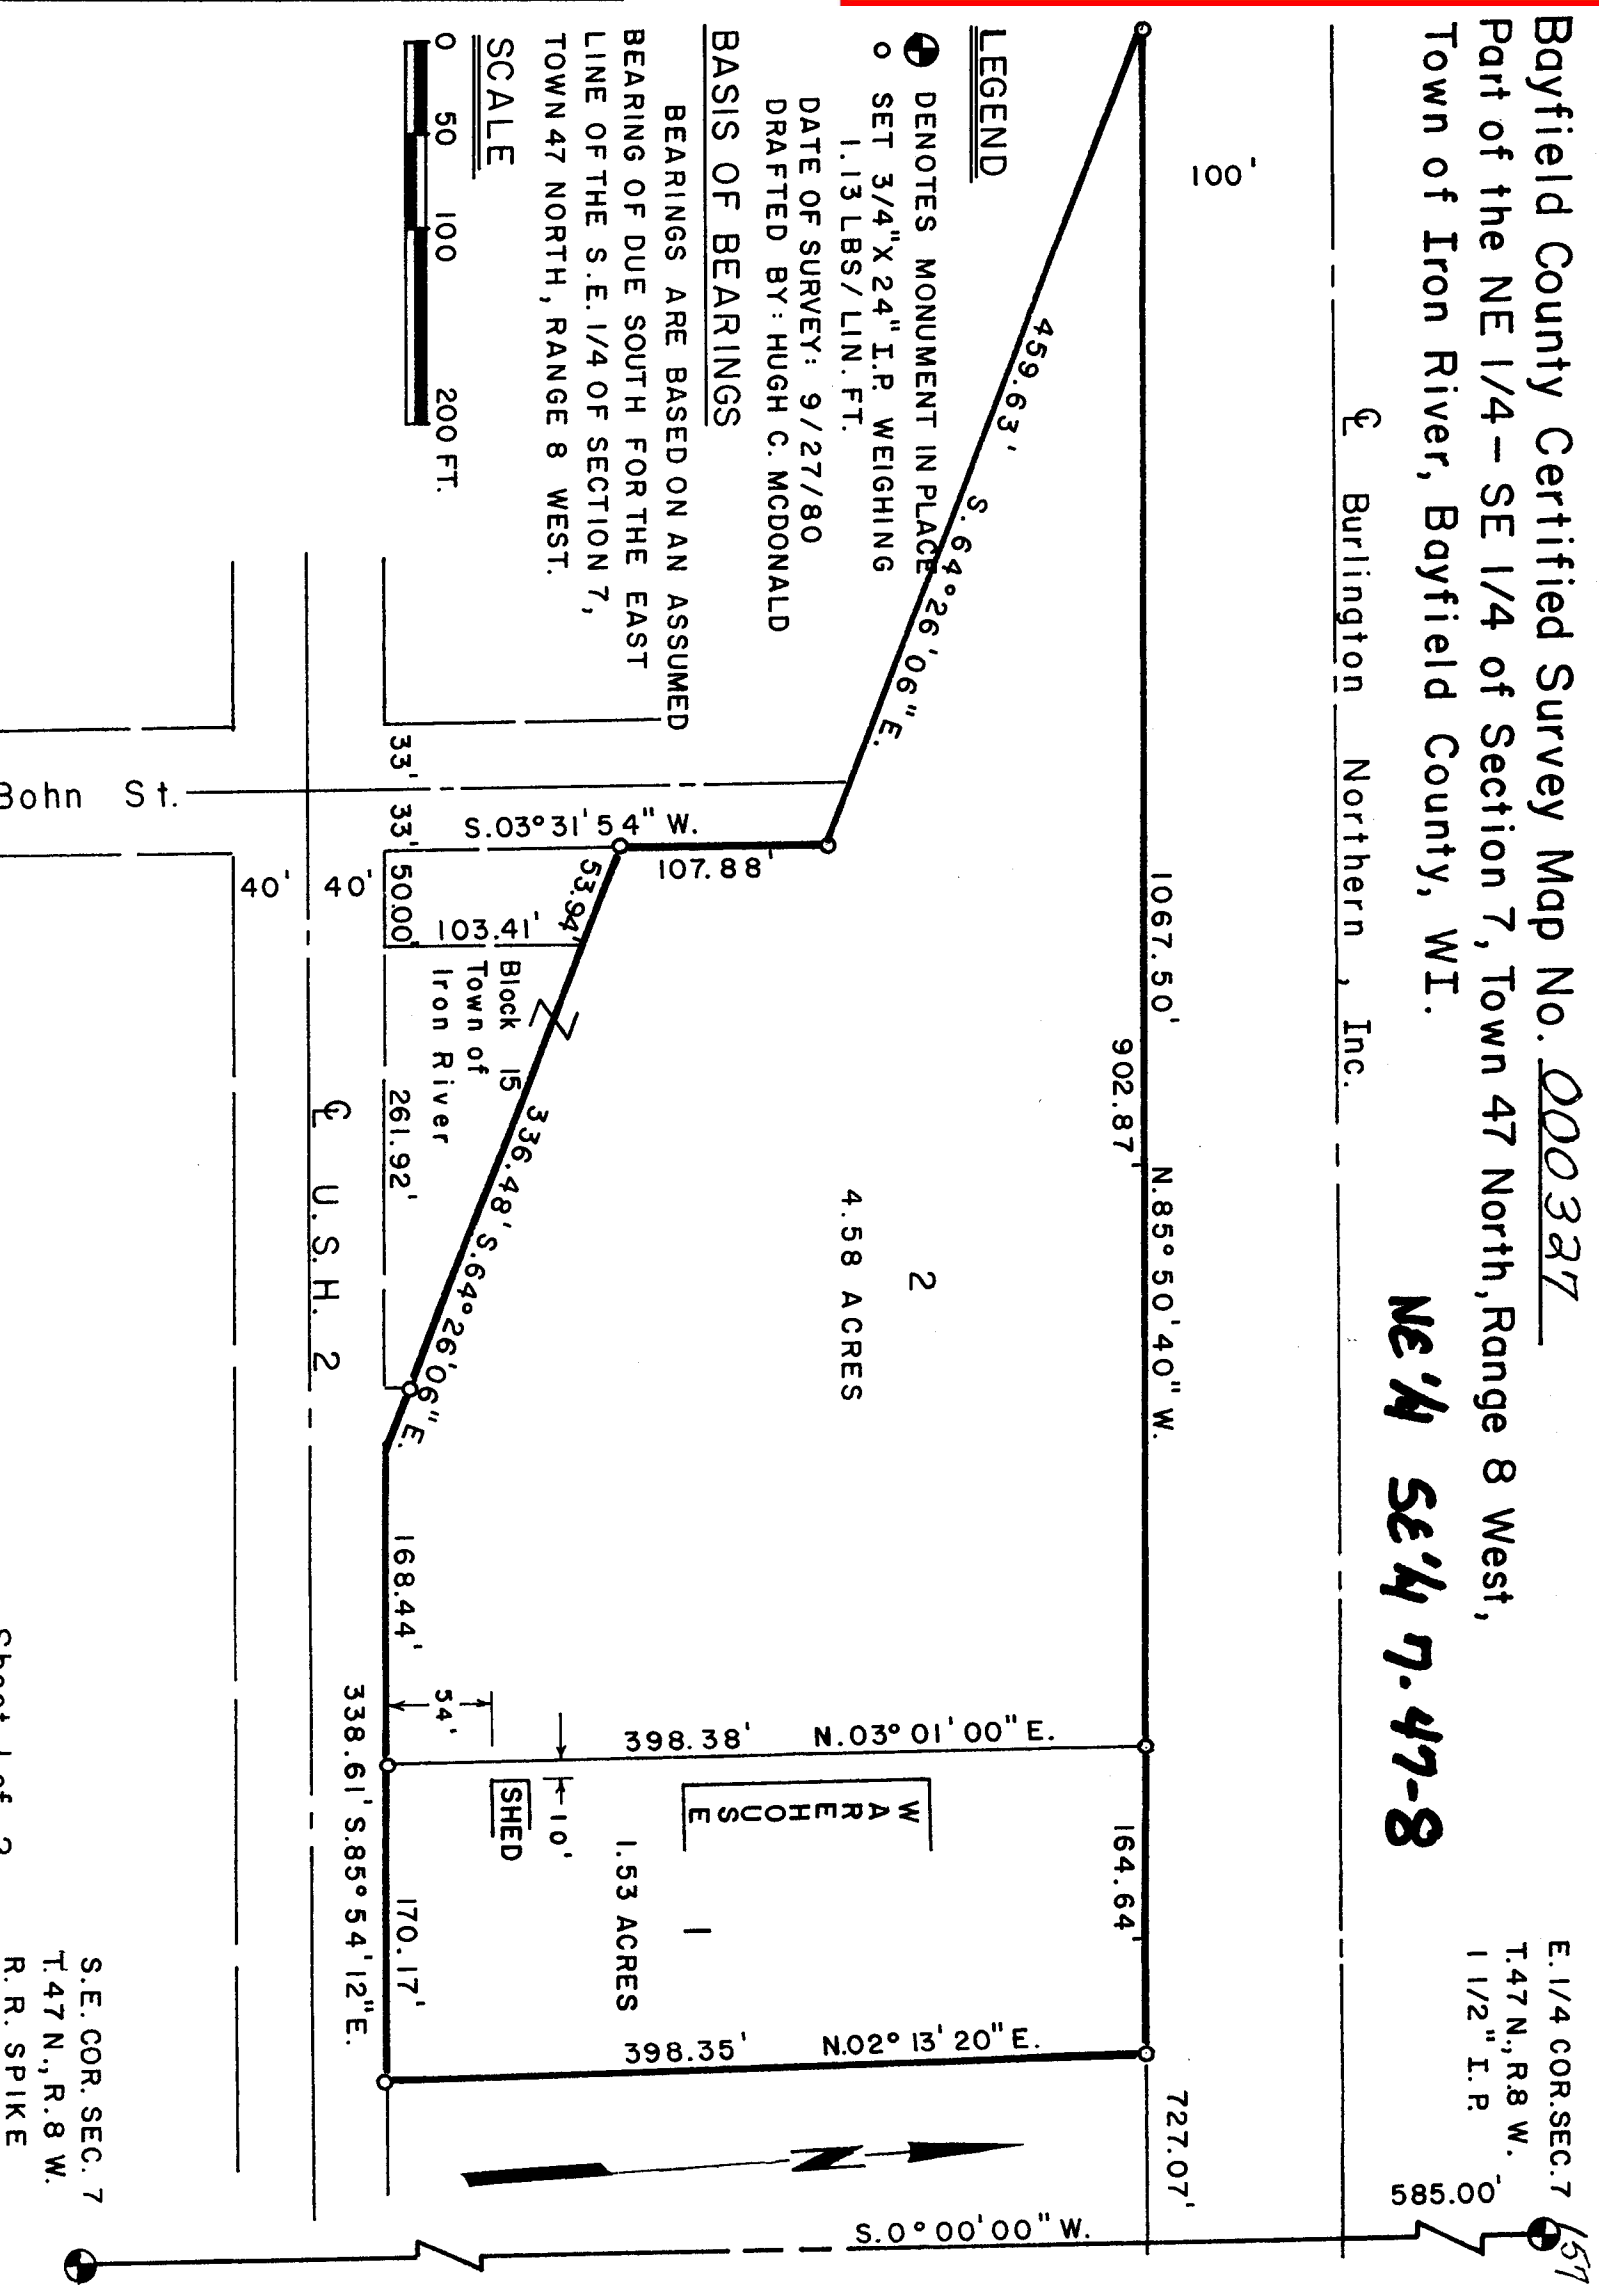 Bayfield County Certified Survey Map No. 000327
Part of the NE 1/4 - SE 1/4 of Section 7, Town 47 North, Range 8 West,
Town of Iron River, Bayfield County, WI.
NE¼ SE¼ 7-47-8
E. 1/4 COR. SEC. 7
T. 47 N., R.8 W.
1 1/2" I. P.
157
585.00'
℄ Burlington Northern, Inc.
100'
1067.50' N.85°50'40" W.
727.07'
902.87'
164.64'
459.63' S. 64°26'06" E.
LEGEND
DENOTES MONUMENT IN PLACE
SET 3/4" X 24" I.P. WEIGHING
1.13 LBS/LIN. FT.
DATE OF SURVEY: 9/27/80
DRAFTED BY: HUGH C. MCDONALD
BASIS OF BEARINGS
BEARINGS ARE BASED ON AN ASSUMED
BEARING OF DUE SOUTH FOR THE EAST
LINE OF THE S.E. 1/4 OF SECTION 7,
TOWN 47 NORTH, RANGE 8 WEST.
SCALE
0 50 100 200 FT.
2
4.58 ACRES
S.03°31'54" W.
107.88'
53.94'
336.48' S.64°26'06" E.
103.41'
Block 15
Town of
Iron River
33'
33'
50.00'
261.92'
40'
40'
Bohn St.
℄ U. S. H. 2
168.44'
170.17'
338.61' S.85°54'12" E.
54'
10'
SHED
WAREHOUSE
398.38' N.03°01'00" E.
1
1.53 ACRES
398.35' N.02°13'20" E.
N
S.0°00'00" W.
S.E. COR. SEC. 7
T. 47 N., R. 8 W.
R. R. SPIKE